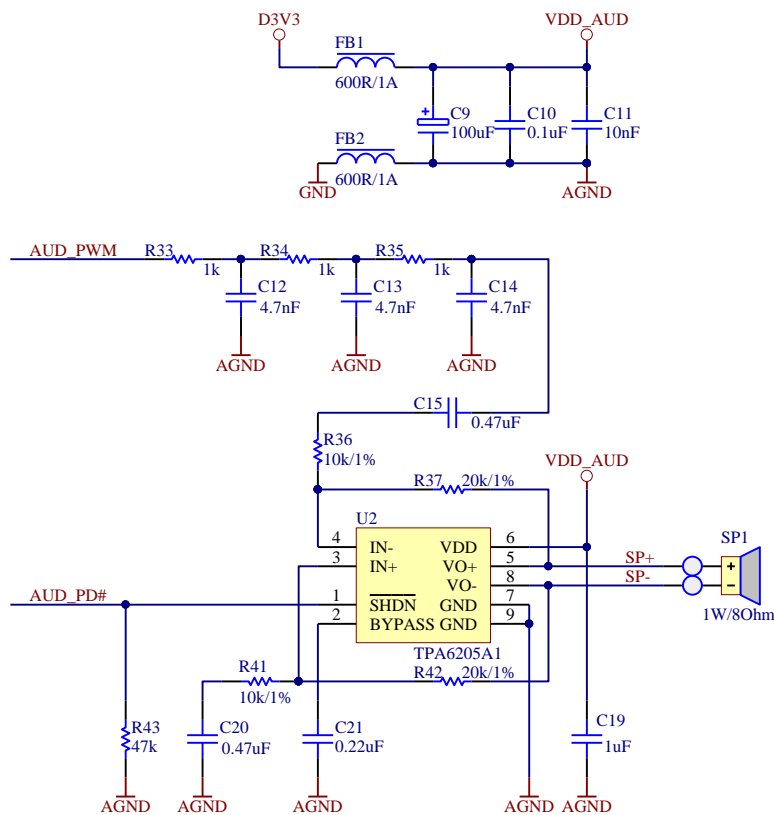 D3V3
VDD_AUD
FB1
600R/1A
+
C9
100uF
C10
0.1uF
C11
10nF
FB2
600R/1A
GND
AGND
AUD_PWM
R33
1k
R34
1k
R35
1k
C12
4.7nF
C13
4.7nF
C14
4.7nF
AGND
AGND
AGND
C15
0.47uF
R36
10k/1%
R37
20k/1%
VDD_AUD
U2
4
IN-
3
IN+
1
SHDN
2
BYPASS
VDD
6
VO+
5
VO-
8
GND
7
GND
9
TPA6205A1
SP+
SP-
SP1
+
−
1W/8Ohm
AUD_PD#
R41
10k/1%
R42
20k/1%
R43
47k
C20
0.47uF
C21
0.22uF
C19
1uF
AGND
AGND
AGND
AGND
AGND